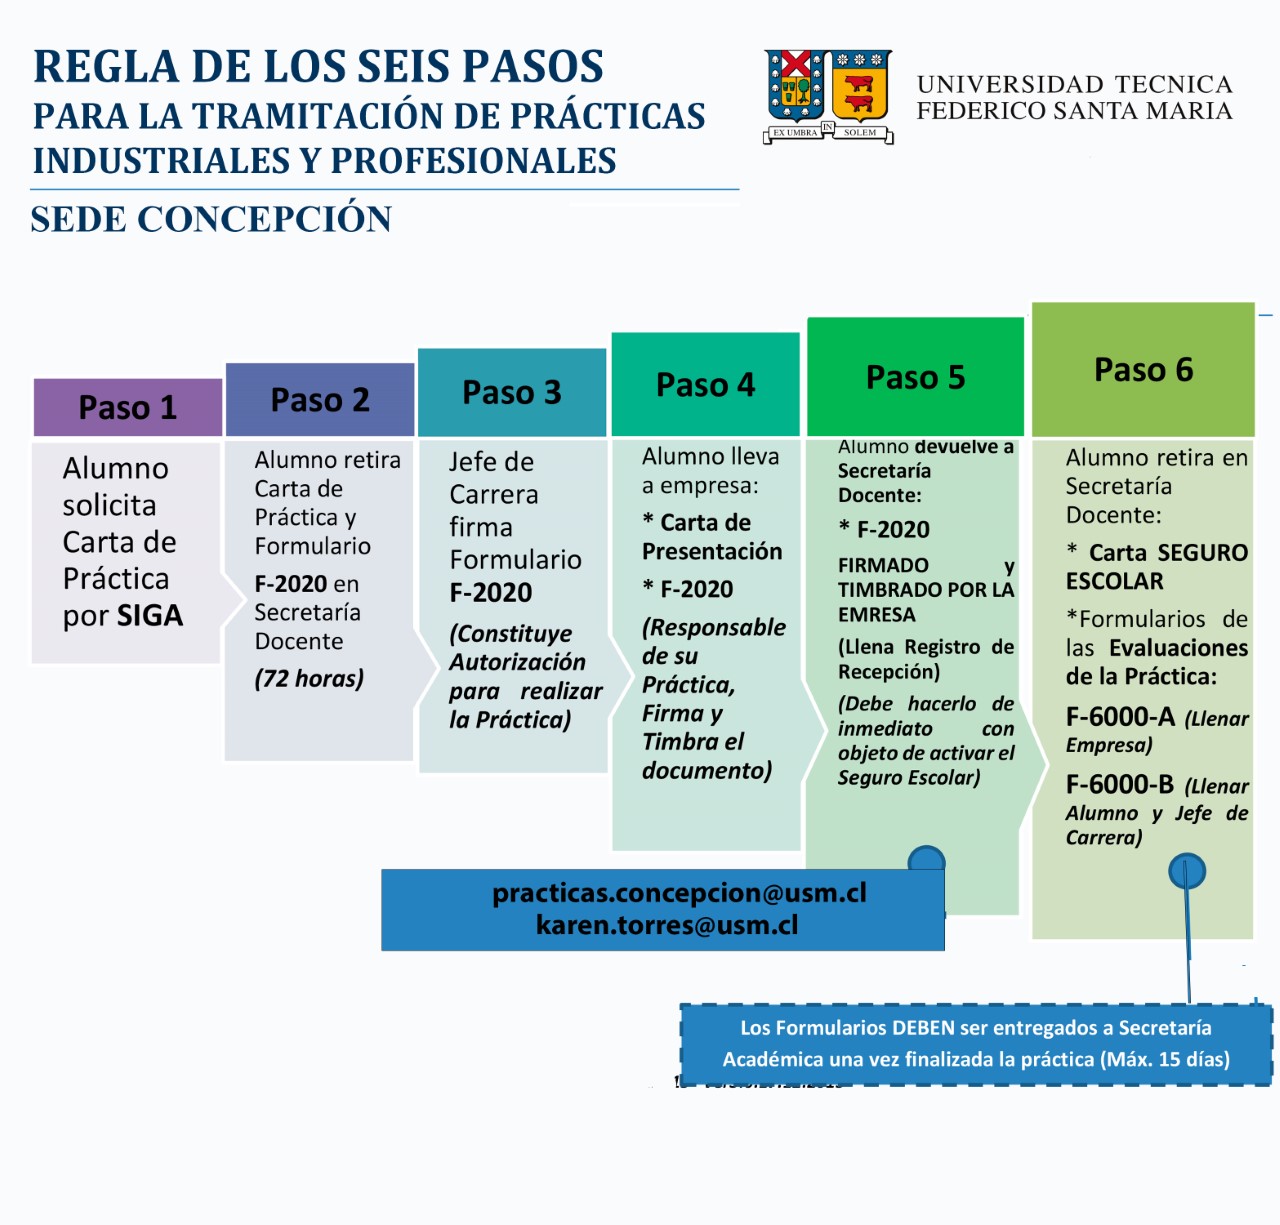 REGLA DE LOS SEIS PASOS
PARA LA TRAMITACIÓN DE PRÁCTICAS
INDUSTRIALES Y PROFESIONALES
SEDE CONCEPCIÓN
EX UMBRA IN SOLEM
UNIVERSIDAD TECNICA
FEDERICO SANTA MARIA
Paso 1
Alumno
solicita
Carta de
Práctica
por SIGA
Paso 2
Alumno retira
Carta de
Práctica y
Formulario
F-2020 en
Secretaría
Docente
(72 horas)
Paso 3
Jefe de
Carrera
firma
Formulario
F-2020
(Constituye
Autorización
para realizar
la Práctica)
Paso 4
Alumno lleva
a empresa:
* Carta de
Presentación
* F-2020
(Responsable
de su
Práctica,
Firma y
Timbra el
documento)
Paso 5
Alumno devuelve a
Secretaría
Docente:
* F-2020
FIRMADO y
TIMBRADO POR LA
EMRESA
(Llena Registro de
Recepción)
(Debe hacerlo de
inmediato con
objeto de activar el
Seguro Escolar)
Paso 6
Alumno retira en
Secretaría
Docente:
* Carta SEGURO
ESCOLAR
*Formularios de
las Evaluaciones
de la Práctica:
F-6000-A (Llenar
Empresa)
F-6000-B (Llenar
Alumno y Jefe de
Carrera)
practicas.concepcion@usm.cl
karen.torres@usm.cl
Los Formularios DEBEN ser entregados a Secretaría
Académica una vez finalizada la práctica (Máx. 15 días)